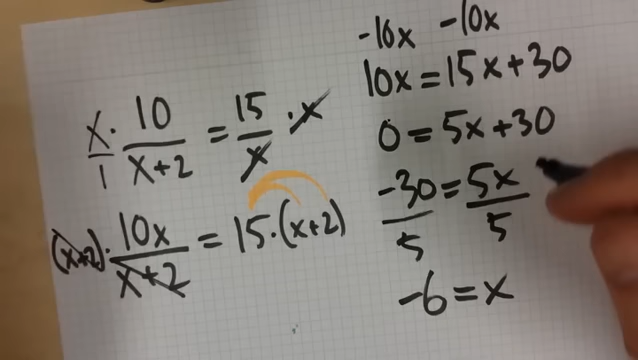 x/1 · 10/(x+2) = 15/x · x
(x+2) · 10x/(x+2) = 15·(x+2)
-10x -10x
10x = 15x+30
0 = 5x+30
-30/5 = 5x/5
-6 = x